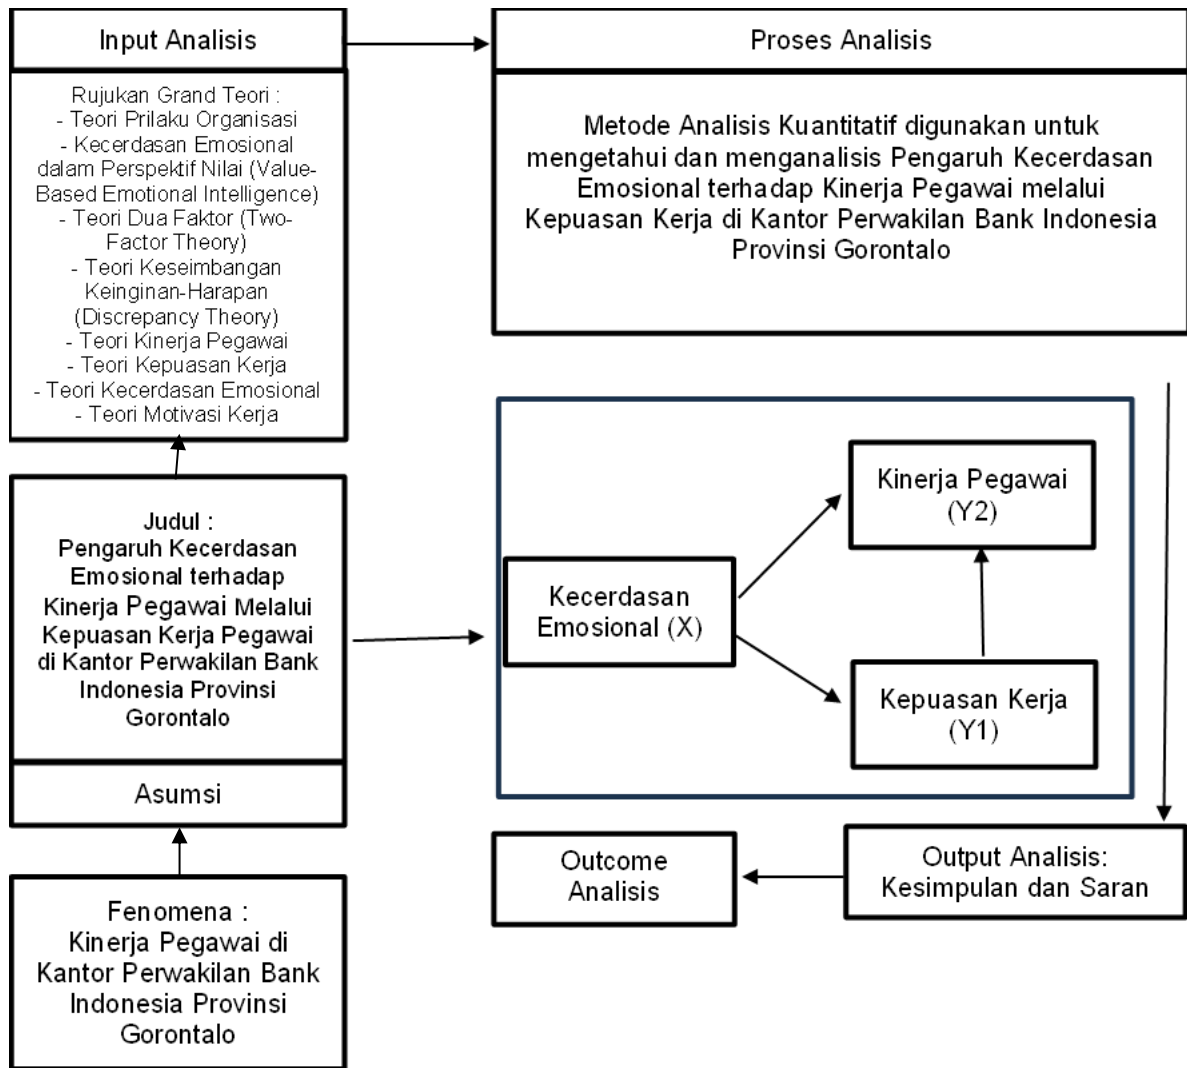 Input Analisis
Rujukan Grand Teori :
- Teori Prilaku Organisasi
- Kecerdasan Emosional
dalam Perspektif Nilai (Value-
Based Emotional Intelligence)
- Teori Dua Faktor (Two-
Factor Theory)
- Teori Keseimbangan
Keinginan-Harapan
(Discrepancy Theory)
- Teori Kinerja Pegawai
- Teori Kepuasan Kerja
- Teori Kecerdasan Emosional
- Teori Motivasi Kerja
Proses Analisis
Metode Analisis Kuantitatif digunakan untuk
mengetahui dan menganalisis Pengaruh Kecerdasan
Emosional terhadap Kinerja Pegawai melalui
Kepuasan Kerja di Kantor Perwakilan Bank Indonesia
Provinsi Gorontalo
Judul :
Pengaruh Kecerdasan
Emosional terhadap
Kinerja Pegawai Melalui
Kepuasan Kerja Pegawai
di Kantor Perwakilan Bank
Indonesia Provinsi
Gorontalo
Asumsi
Kecerdasan
Emosional (X)
Kinerja Pegawai
(Y2)
Kepuasan Kerja
(Y1)
Fenomena :
Kinerja Pegawai di
Kantor Perwakilan Bank
Indonesia Provinsi
Gorontalo
Outcome
Analisis
Output Analisis:
Kesimpulan dan Saran